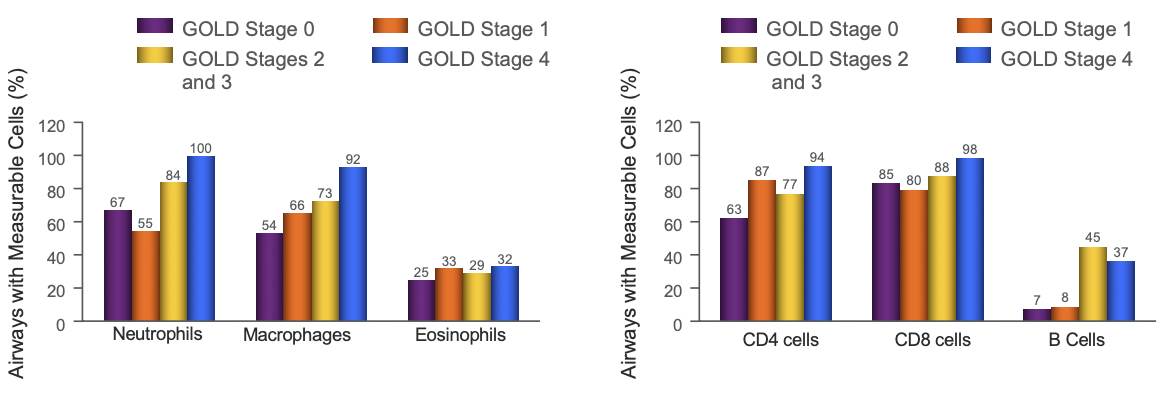 GOLD Stage 0
GOLD Stage 1
GOLD Stages 2
and 3
GOLD Stage 4
Airways with Measurable Cells (%)
120
100
80
60
40
20
0
67
55
84
100
54
66
73
92
25
33
29
32
Neutrophils
Macrophages
Eosinophils
GOLD Stage 0
GOLD Stage 1
GOLD Stages 2
and 3
GOLD Stage 4
Airways with Measurable Cells (%)
120
100
80
60
40
20
0
63
87
77
94
85
80
88
98
7
8
45
37
CD4 cells
CD8 cells
B Cells